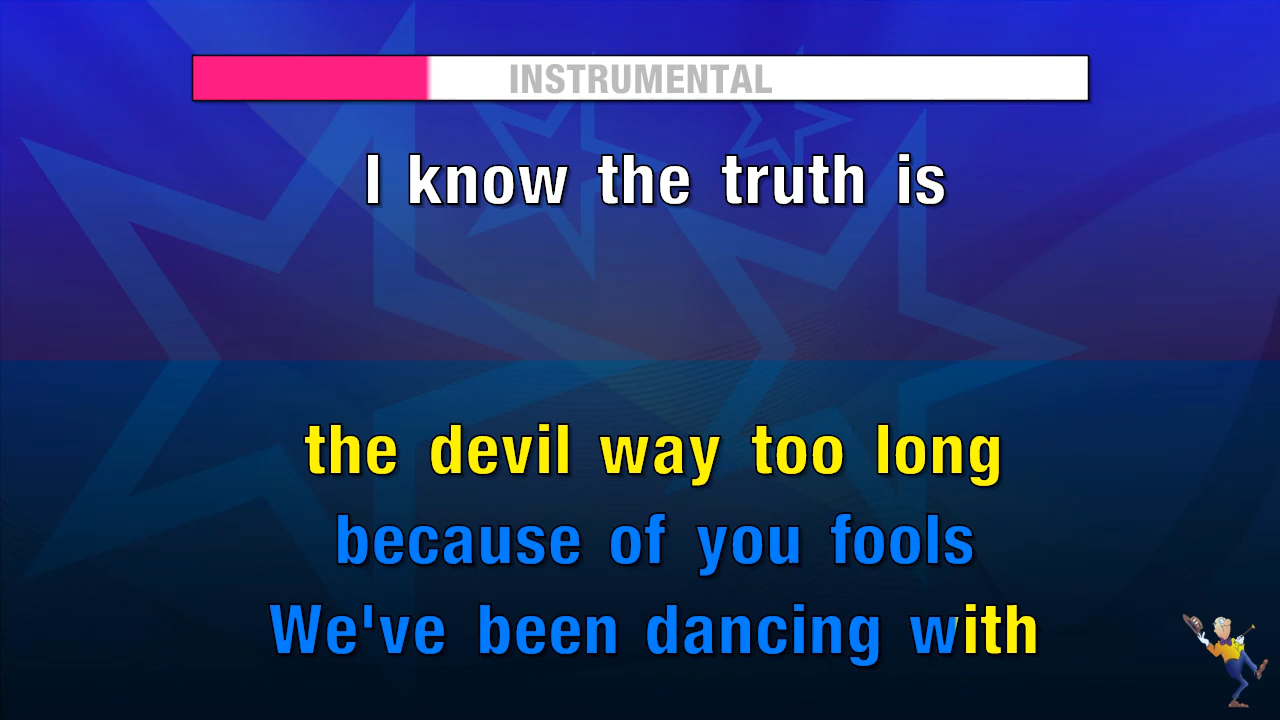 INSTRUMENTAL
I know the truth is
the devil way too long
because of you fools
We've been dancing with